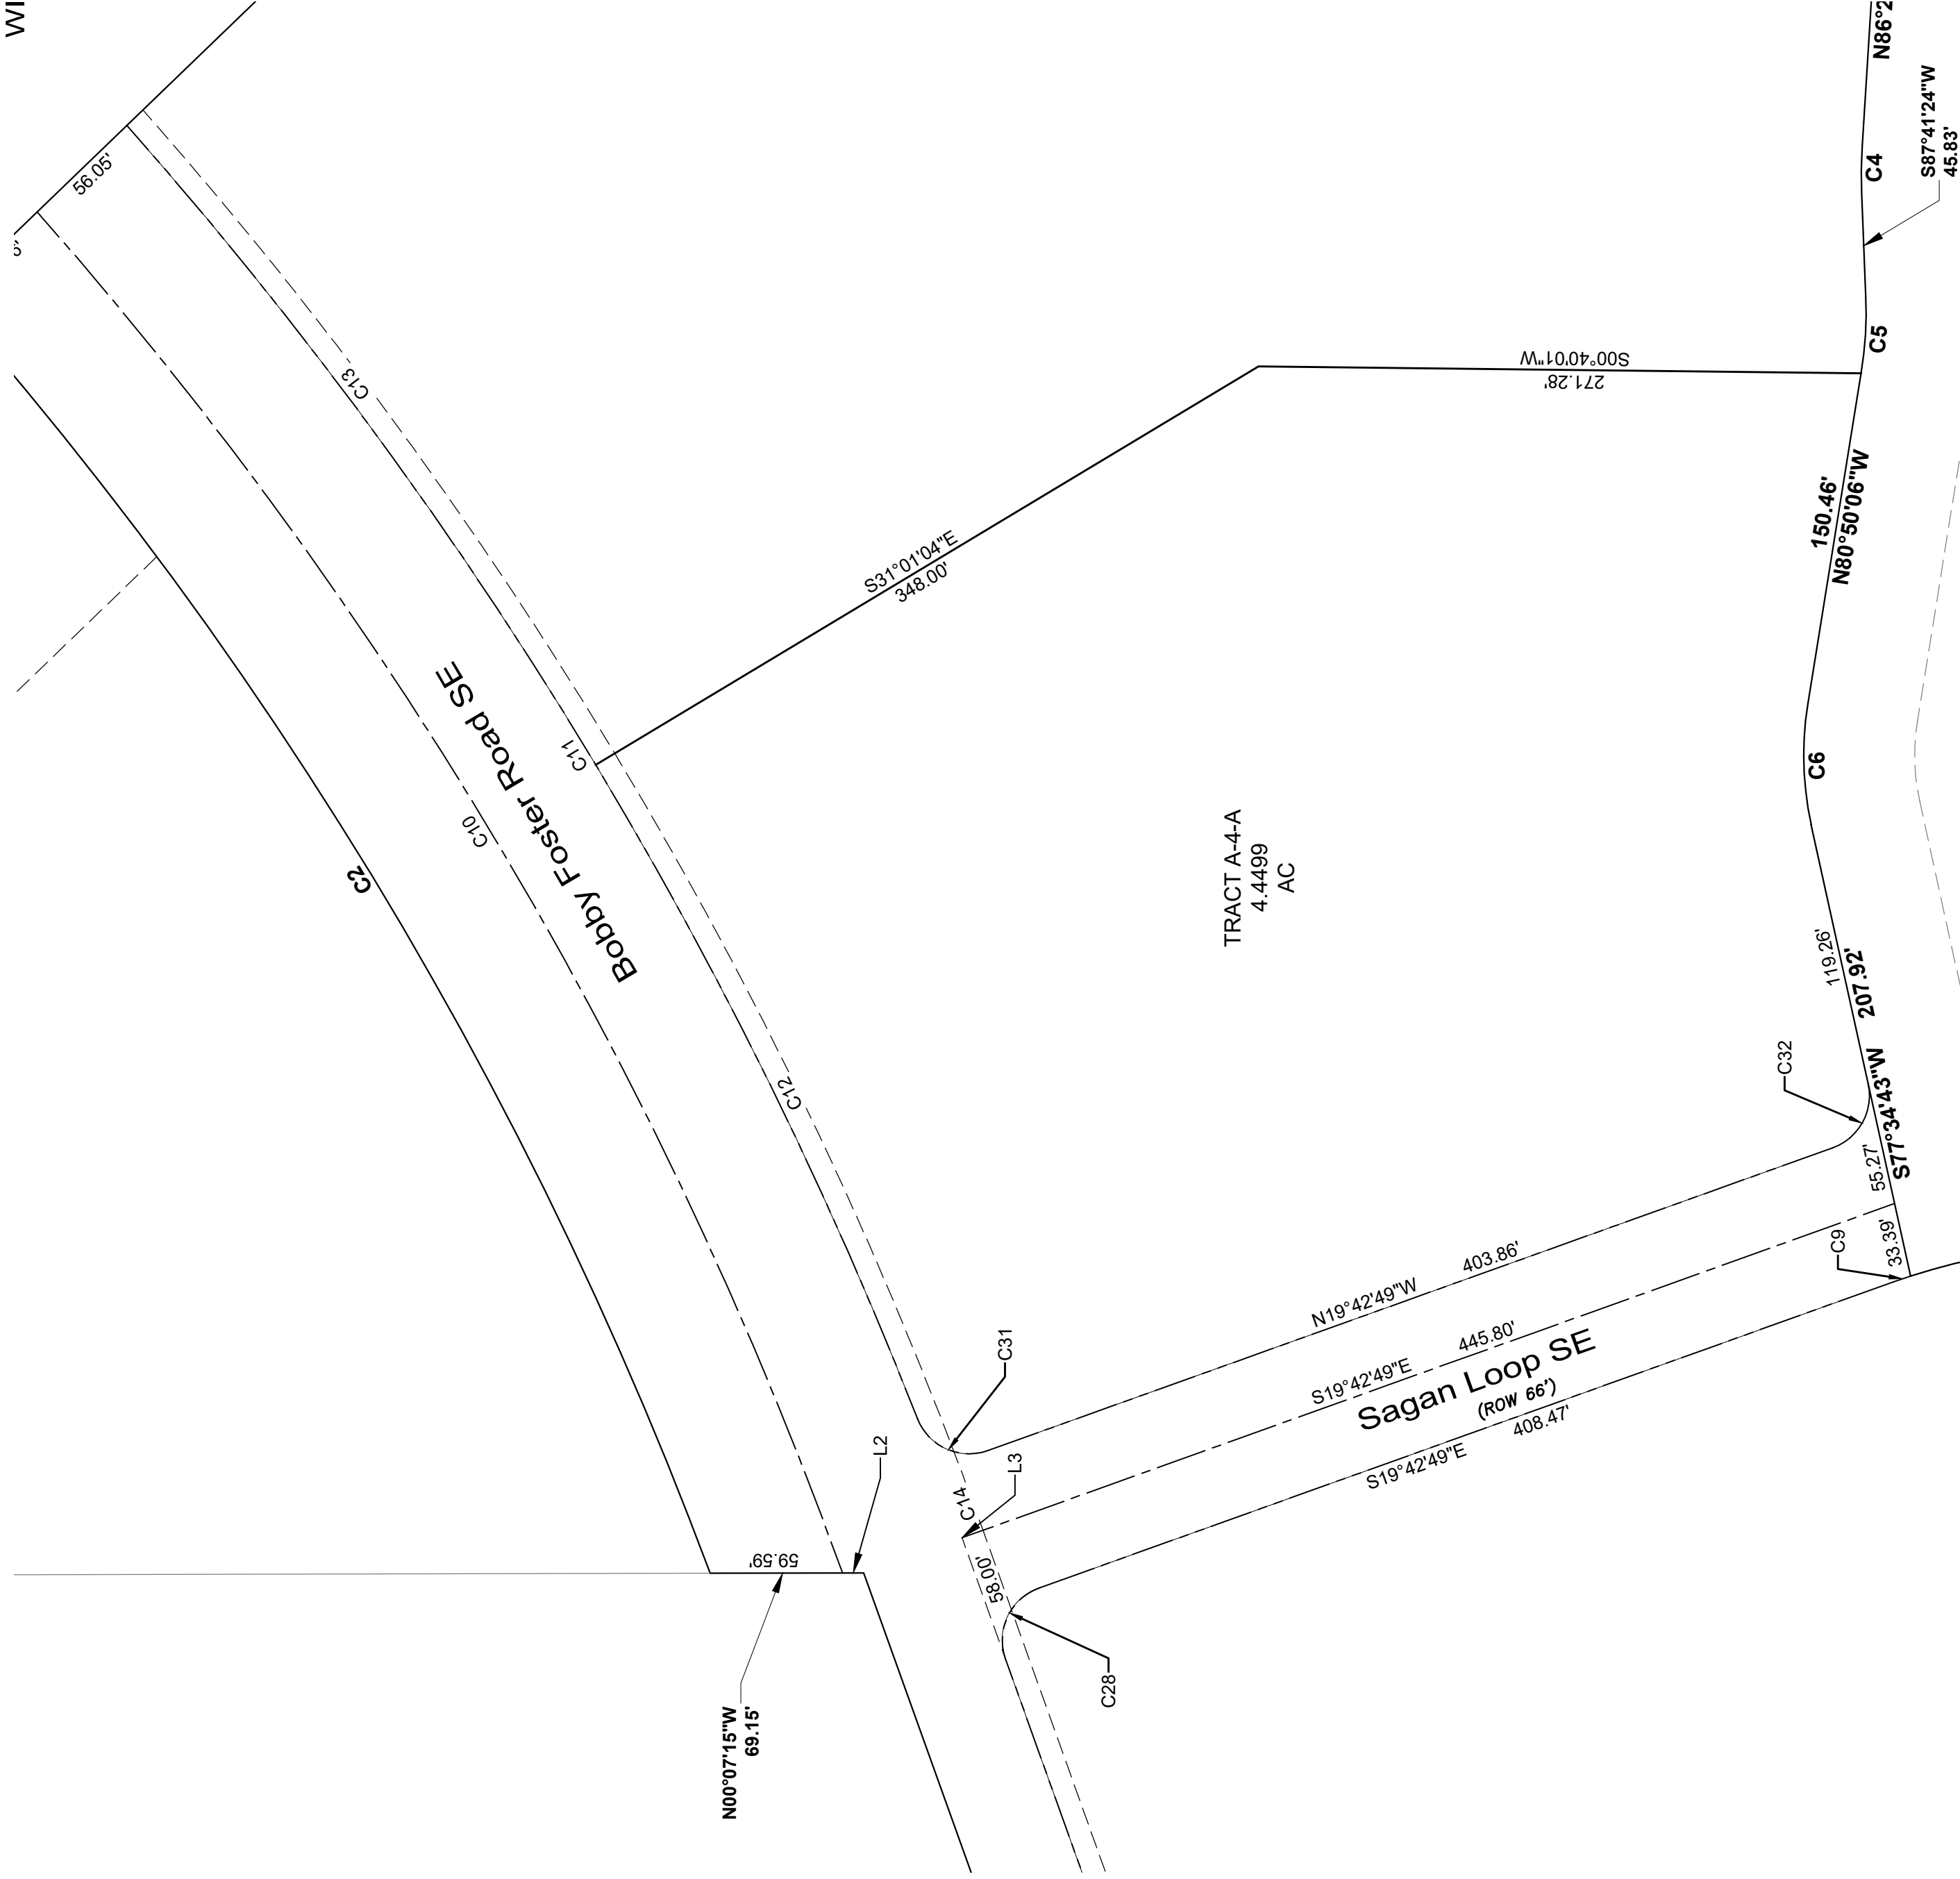 WI
N86°2
56.05'
6'
C4
S87°41'24"W
45.83'
C13
C5
S00°40'01"W
271.28'
150.46'
N80°50'06"W
S31°01'04"E
348.00'
C11
C10
Bobby Foster Road SE
C2
C6
TRACT A-4-A
4.4499
AC
119.26'
207.92'
C12
C32
S77°34'43"W
55.27'
33.39'
C9
N19°42'49"W
403.86'
S19°42'49"E
445.80'
Sagan Loop SE
(ROW 66')
S19°42'49"E
408.47'
C31
L2
L3
C14
58.00'
59.59'
C28
N00°07'15"W
69.15'